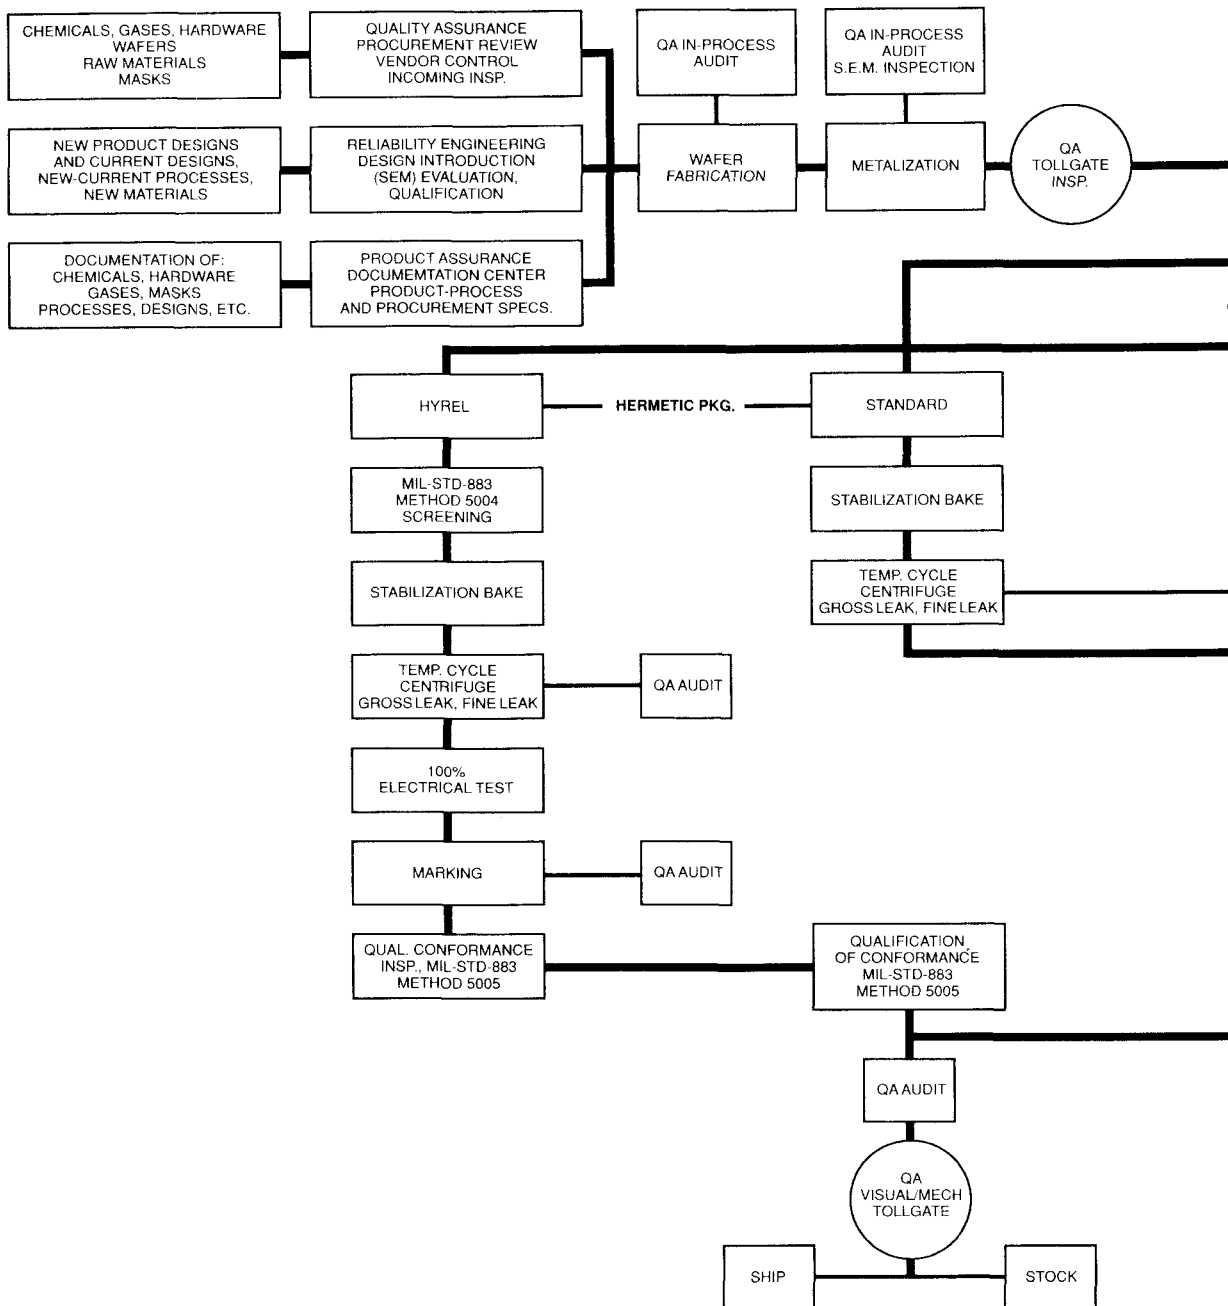 CHEMICALS, GASES, HARDWARE
WAFERS
RAW MATERIALS
MASKS
QUALITY ASSURANCE
PROCUREMENT REVIEW
VENDOR CONTROL
INCOMING INSP.
QA IN-PROCESS
AUDIT
QA IN-PROCESS
AUDIT
S.E.M. INSPECTION
NEW PRODUCT DESIGNS
AND CURRENT DESIGNS,
NEW-CURRENT PROCESSES,
NEW MATERIALS
RELIABILITY ENGINEERING
DESIGN INTRODUCTION
(SEM) EVALUATION,
QUALIFICATION
WAFER
FABRICATION
METALIZATION
QA
TOLLGATE
INSP.
DOCUMENTATION OF:
CHEMICALS, HARDWARE
GASES, MASKS
PROCESSES, DESIGNS, ETC.
PRODUCT ASSURANCE
DOCUMEMTATION CENTER
PRODUCT-PROCESS
AND PROCUREMENT SPECS.
HYREL
HERMETIC PKG.
STANDARD
MIL-STD-883
METHOD 5004
SCREENING
STABILIZATION BAKE
STABILIZATION BAKE
TEMP. CYCLE
CENTRIFUGE
GROSS LEAK, FINE LEAK
TEMP. CYCLE
CENTRIFUGE
GROSS LEAK, FINE LEAK
QA AUDIT
100%
ELECTRICAL TEST
MARKING
QA AUDIT
QUAL. CONFORMANCE
INSP., MIL-STD-883
METHOD 5005
QUALIFICATION
OF CONFORMANCE
MIL-STD-883
METHOD 5005
QA AUDIT
QA
VISUAL/MECH
TOLLGATE
SHIP
STOCK